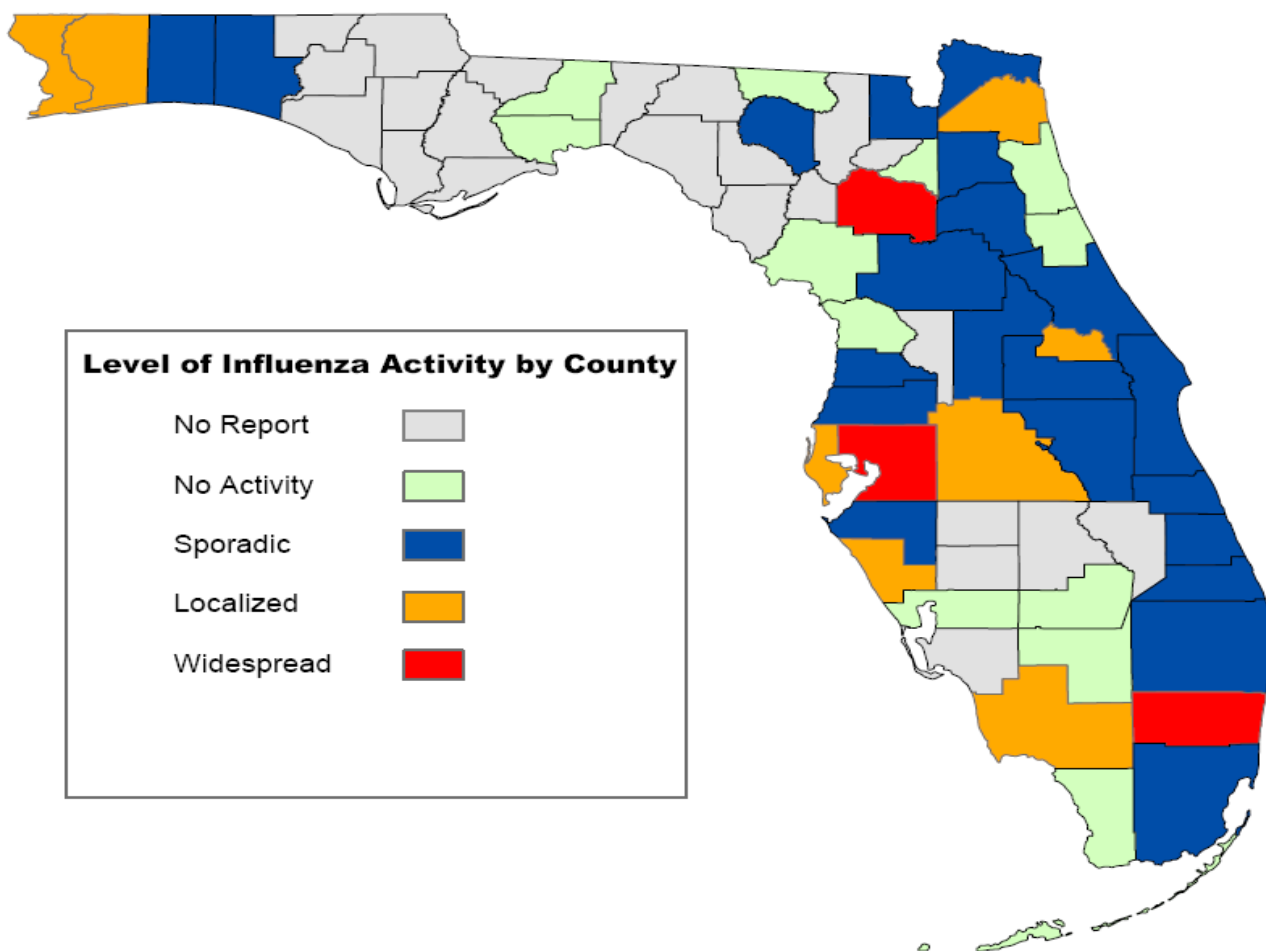 Level of Influenza Activity by County
No Report
No Activity
Sporadic
Localized
Widespread